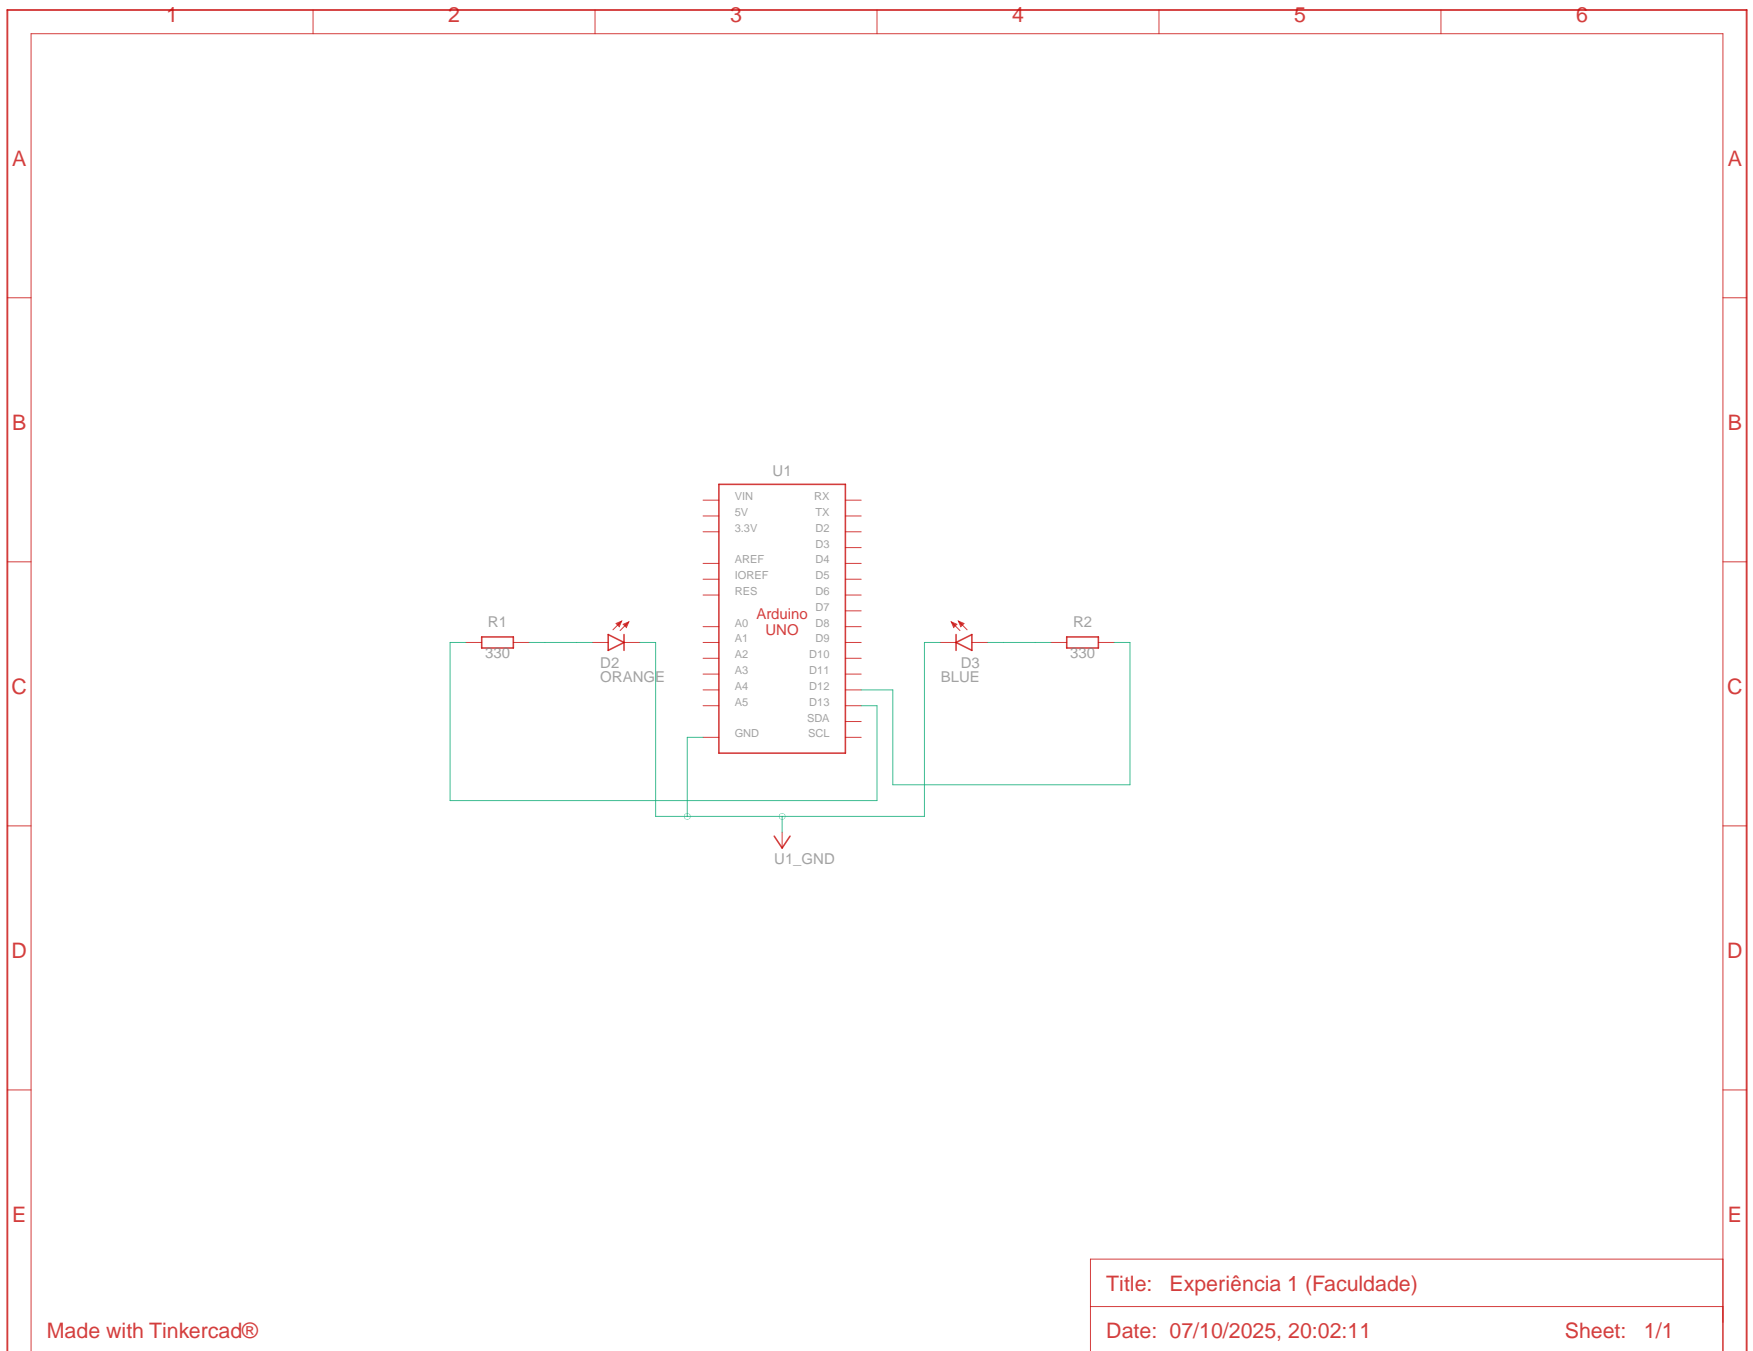 1 2 3 4 5 6
A A
B B
U1
VIN RX
5V TX
3.3V D2
D3
AREF D4
IOREF D5
RES D6
D7
Arduino
UNO
A0 D8
A1 D9
A2 D10
A3 D11
A4 D12
A5 D13
SDA
GND SCL
R1
330
D2
ORANGE
D3
BLUE
R2
330
C C
U1_GND
D D
E E
Title: Experiência 1 (Faculdade)
Made with Tinkercad®
Date: 07/10/2025, 20:02:11 Sheet: 1/1